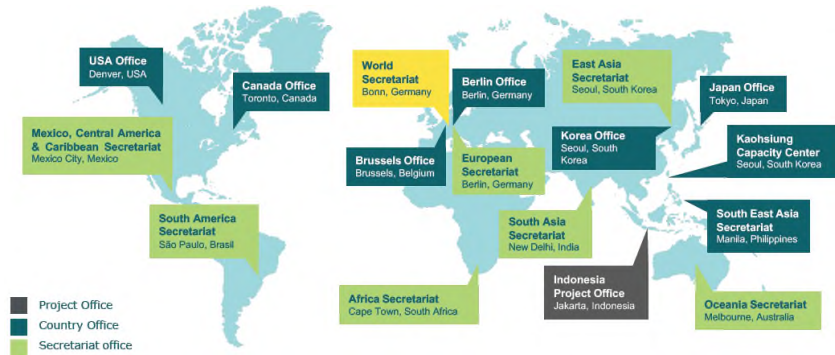 USA Office
Denver, USA
Canada Office
Toronto, Canada
Mexico, Central America
& Caribbean Secretariat
Mexico City, Mexico
South America
Secretariat
São Paulo, Brasil
World
Secretariat
Bonn, Germany
Berlin Office
Berlin, Germany
East Asia
Secretariat
Seoul, South Korea
Japan Office
Tokyo, Japan
Korea Office
Seoul, South
Korea
Kaohsiung
Capacity Center
Seoul, South Korea
Brussels Office
Brussels, Belgium
European
Secretariat
Berlin, Germany
South Asia
Secretariat
New Delhi, India
South East Asia
Secretariat
Manila, Philippines
Africa Secretariat
Cape Town, South Africa
Indonesia
Project Office
Jakarta, Indonesia
Oceania Secretariat
Melbourne, Australia
Project Office
Country Office
Secretariat office